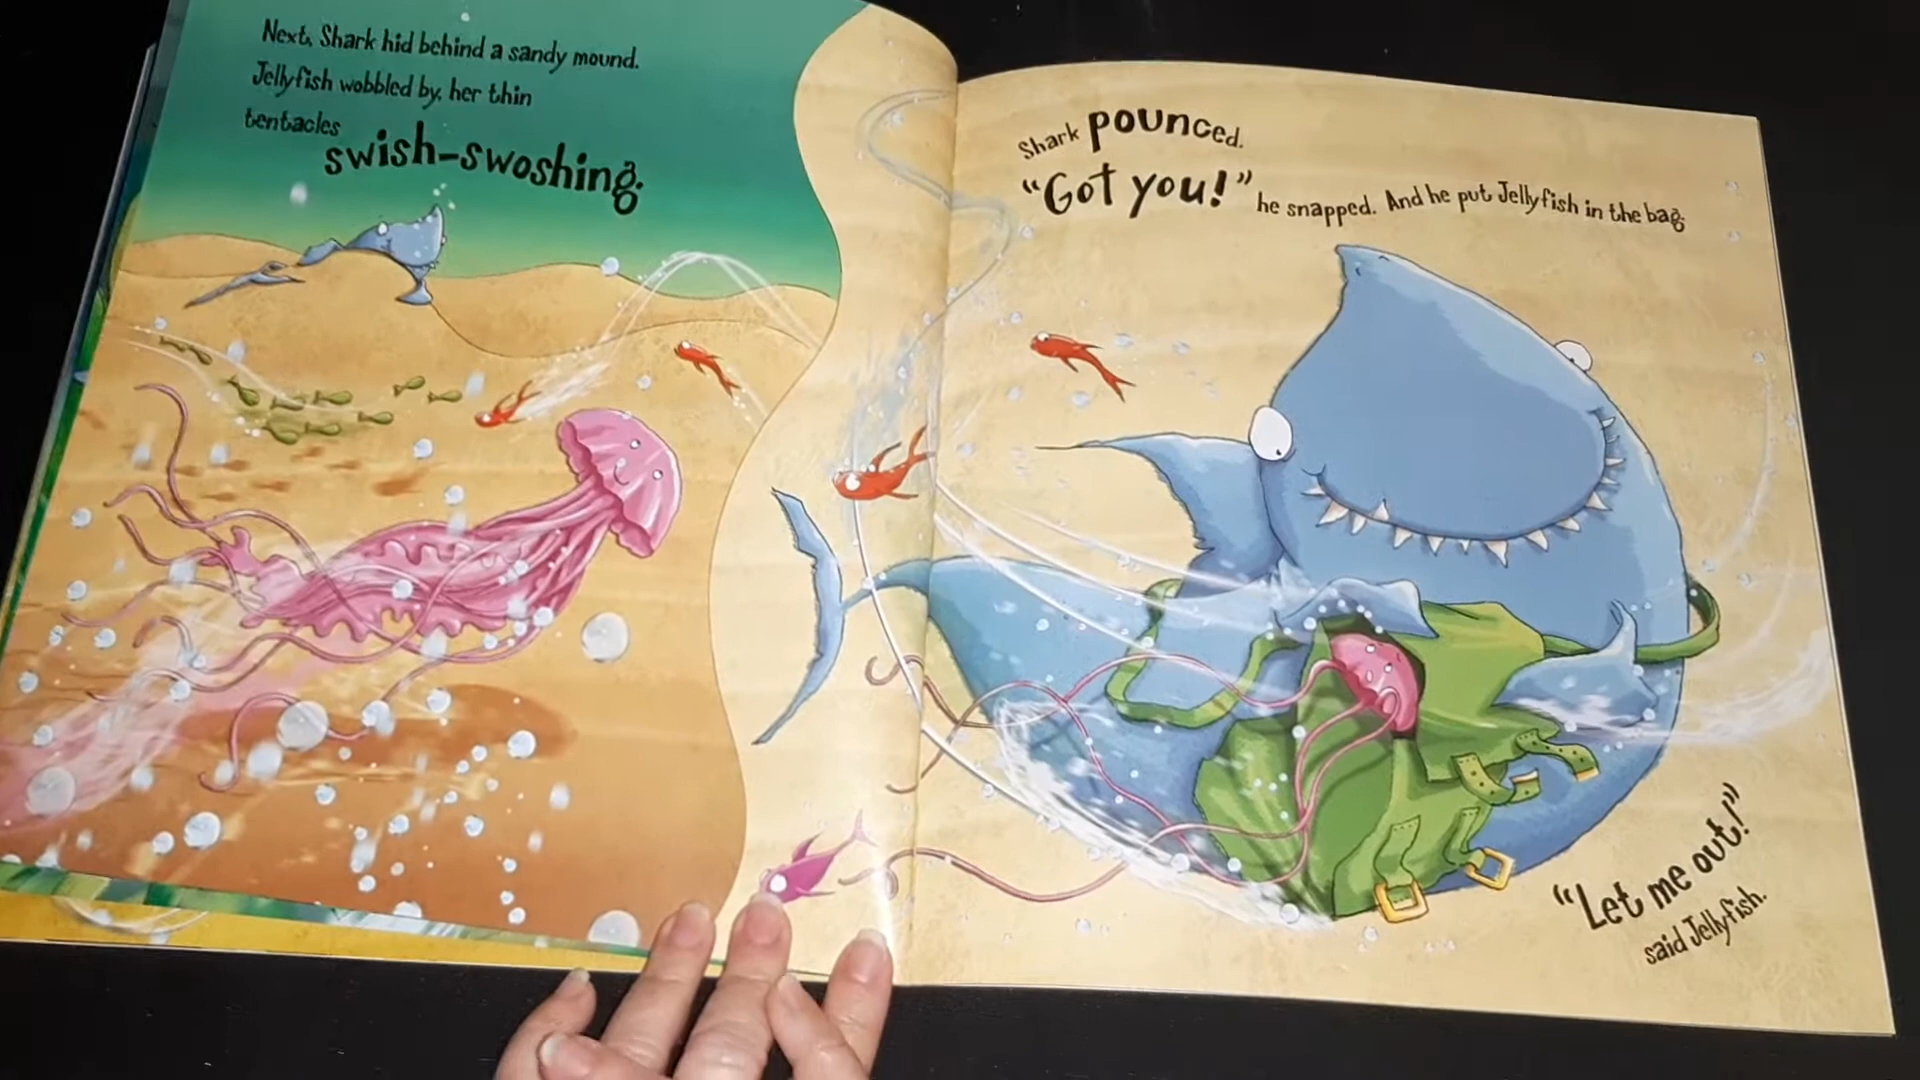 Next, Shark hid behind a sandy mound.
Jellyfish wobbled by, her thin
tentacles swish-swoshing.
Shark pounced.
"Got you!" he snapped. And he put Jellyfish in the bag.
"Let me out!"
said Jellyfish.